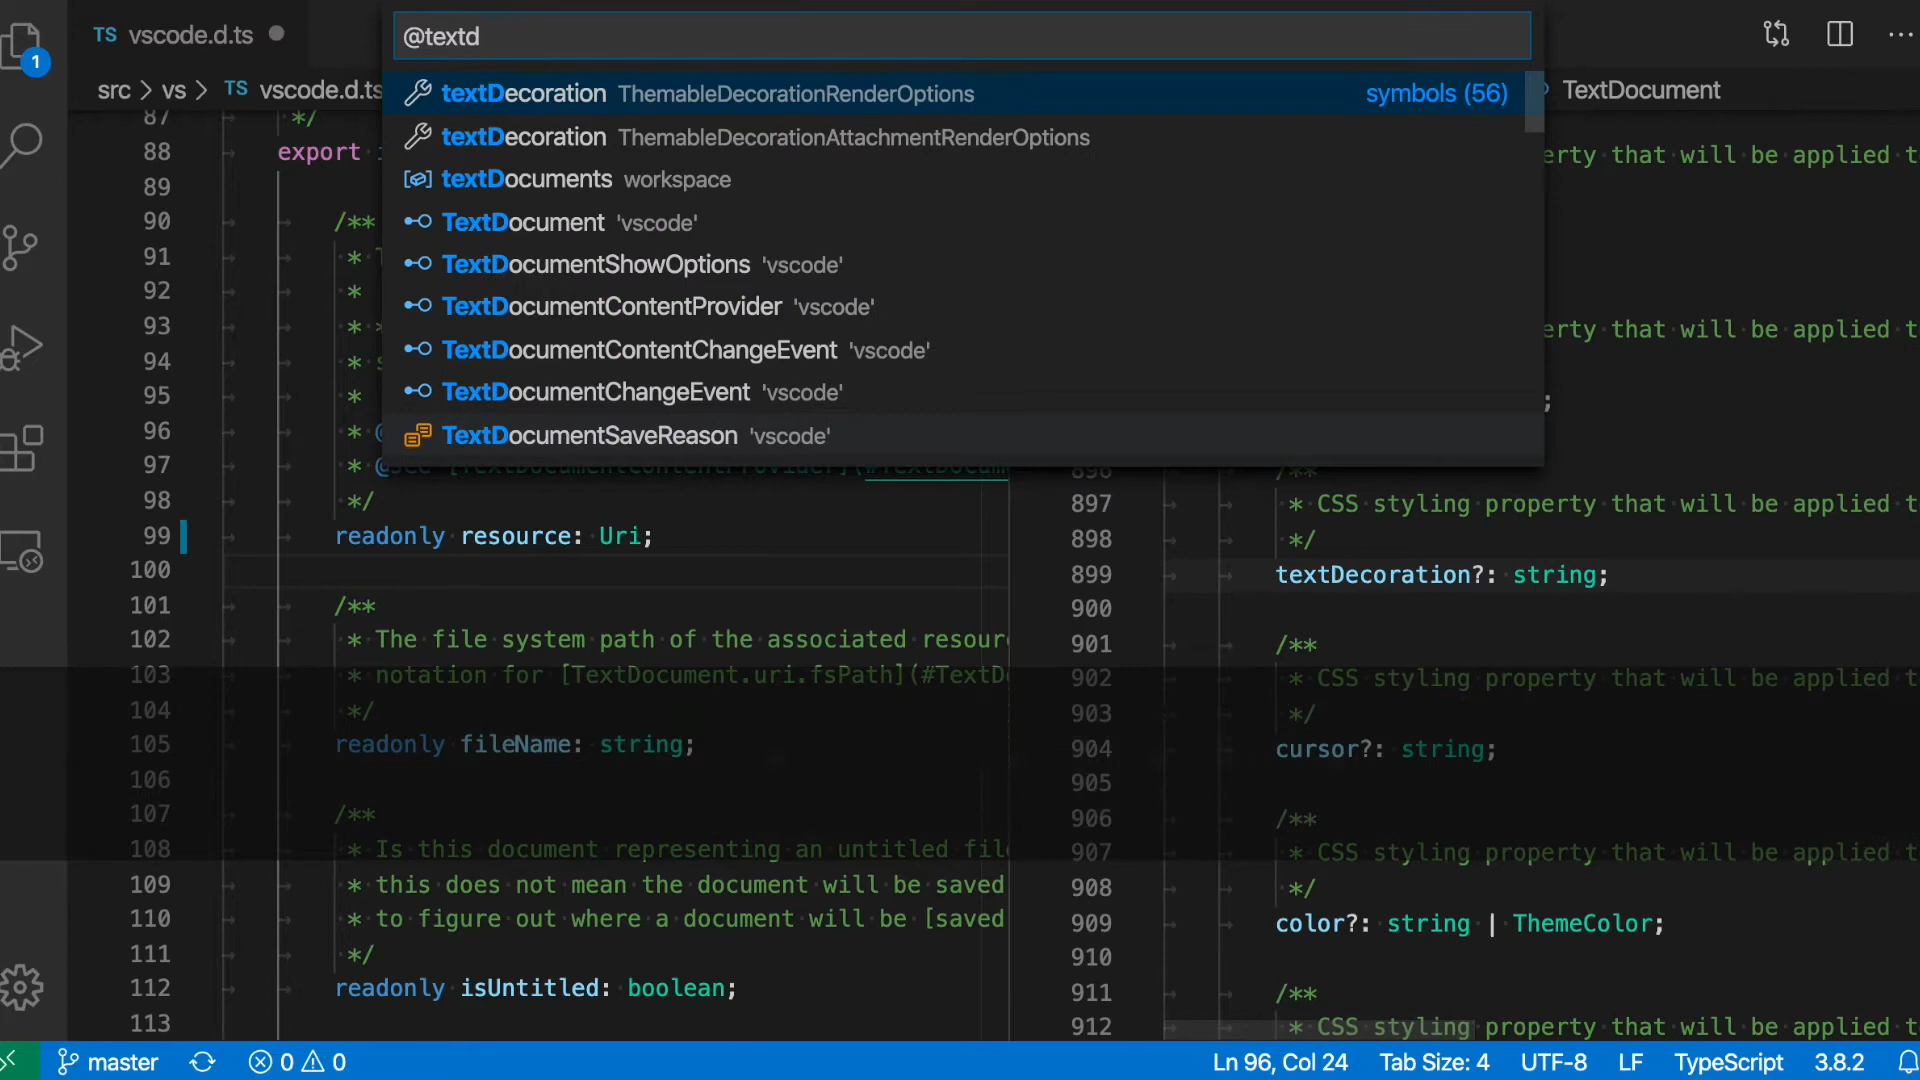 TS vscode.d.ts
@textd
1
src > vs > TS vscode.d.ts
TextDocument
textDecoration ThemableDecorationRenderOptions symbols (56)
textDecoration ThemableDecorationAttachmentRenderOptions
textDocuments workspace
TextDocument 'vscode'
TextDocumentShowOptions 'vscode'
TextDocumentContentProvider 'vscode'
TextDocumentContentChangeEvent 'vscode'
TextDocumentChangeEvent 'vscode'
TextDocumentSaveReason 'vscode'
87 */
88 export
89
90 /**
91 *
92 *
93 *
94 *
95 *
96 * @
97 *
98 */
99 readonly resource: Uri;
100
101 /**
102 * The file system path of the associated resour
103 * notation for [TextDocument.uri.fsPath](#TextD
104 */
105 readonly fileName: string;
106
107 /**
108 * Is this document representing an untitled fil
109 * this does not mean the document will be saved
110 * to figure out where a document will be [saved
111 */
112 readonly isUntitled: boolean;
113
erty that will be applied t
erty that will be applied t
;
896 /**
897 * CSS styling property that will be applied t
898 */
899 textDecoration?: string;
900
901 /**
902 * CSS styling property that will be applied t
903 */
904 cursor?: string;
905
906 /**
907 * CSS styling property that will be applied t
908 */
909 color?: string | ThemeColor;
910
911 /**
912 * CSS styling property that will be applied t
master 0 0 Ln 96, Col 24 Tab Size: 4 UTF-8 LF TypeScript 3.8.2